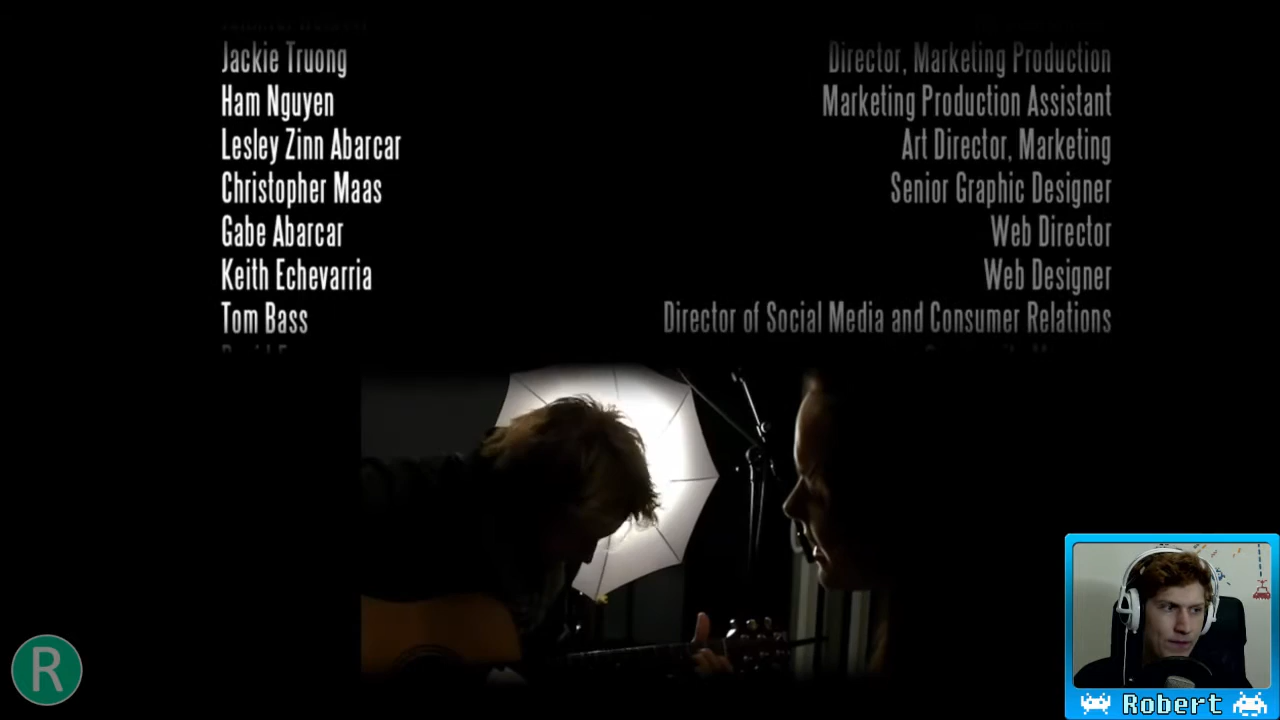 Jackie Truong Director, Marketing Production
Ham Nguyen Marketing Production Assistant
Lesley Zinn Abarcar Art Director, Marketing
Christopher Maas Senior Graphic Designer
Gabe Abarcar Web Director
Keith Echevarria Web Designer
Tom Bass Director of Social Media and Consumer Relations
R
Robert